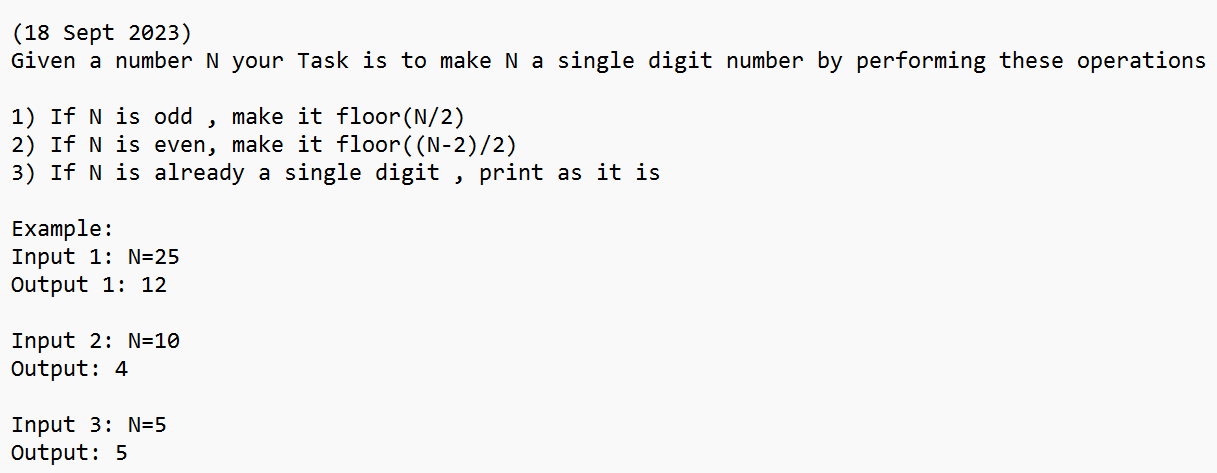 (18 Sept 2023)
Given a number N your Task is to make N a single digit number by performing these operations
1) If N is odd , make it floor(N/2)
2) If N is even, make it floor((N-2)/2)
3) If N is already a single digit , print as it is
Example:
Input 1: N=25
Output 1: 12
Input 2: N=10
Output: 4
Input 3: N=5
Output: 5